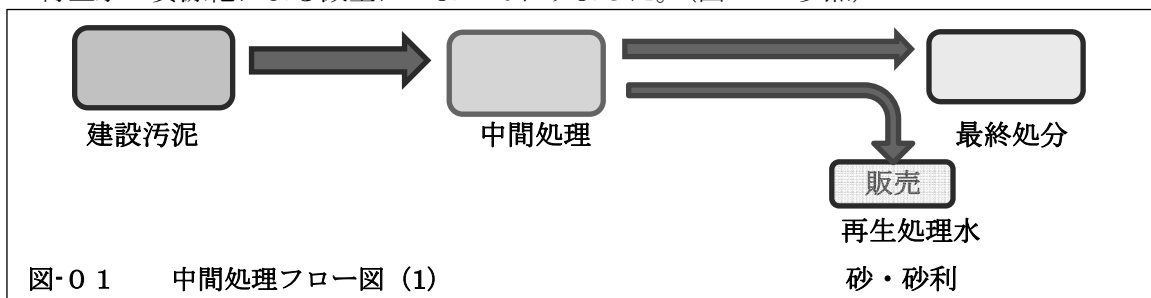 建設汚泥
中間処理
最終処分
販売
再生処理水
図-01 中間処理フロー図 (1)
砂・砂利